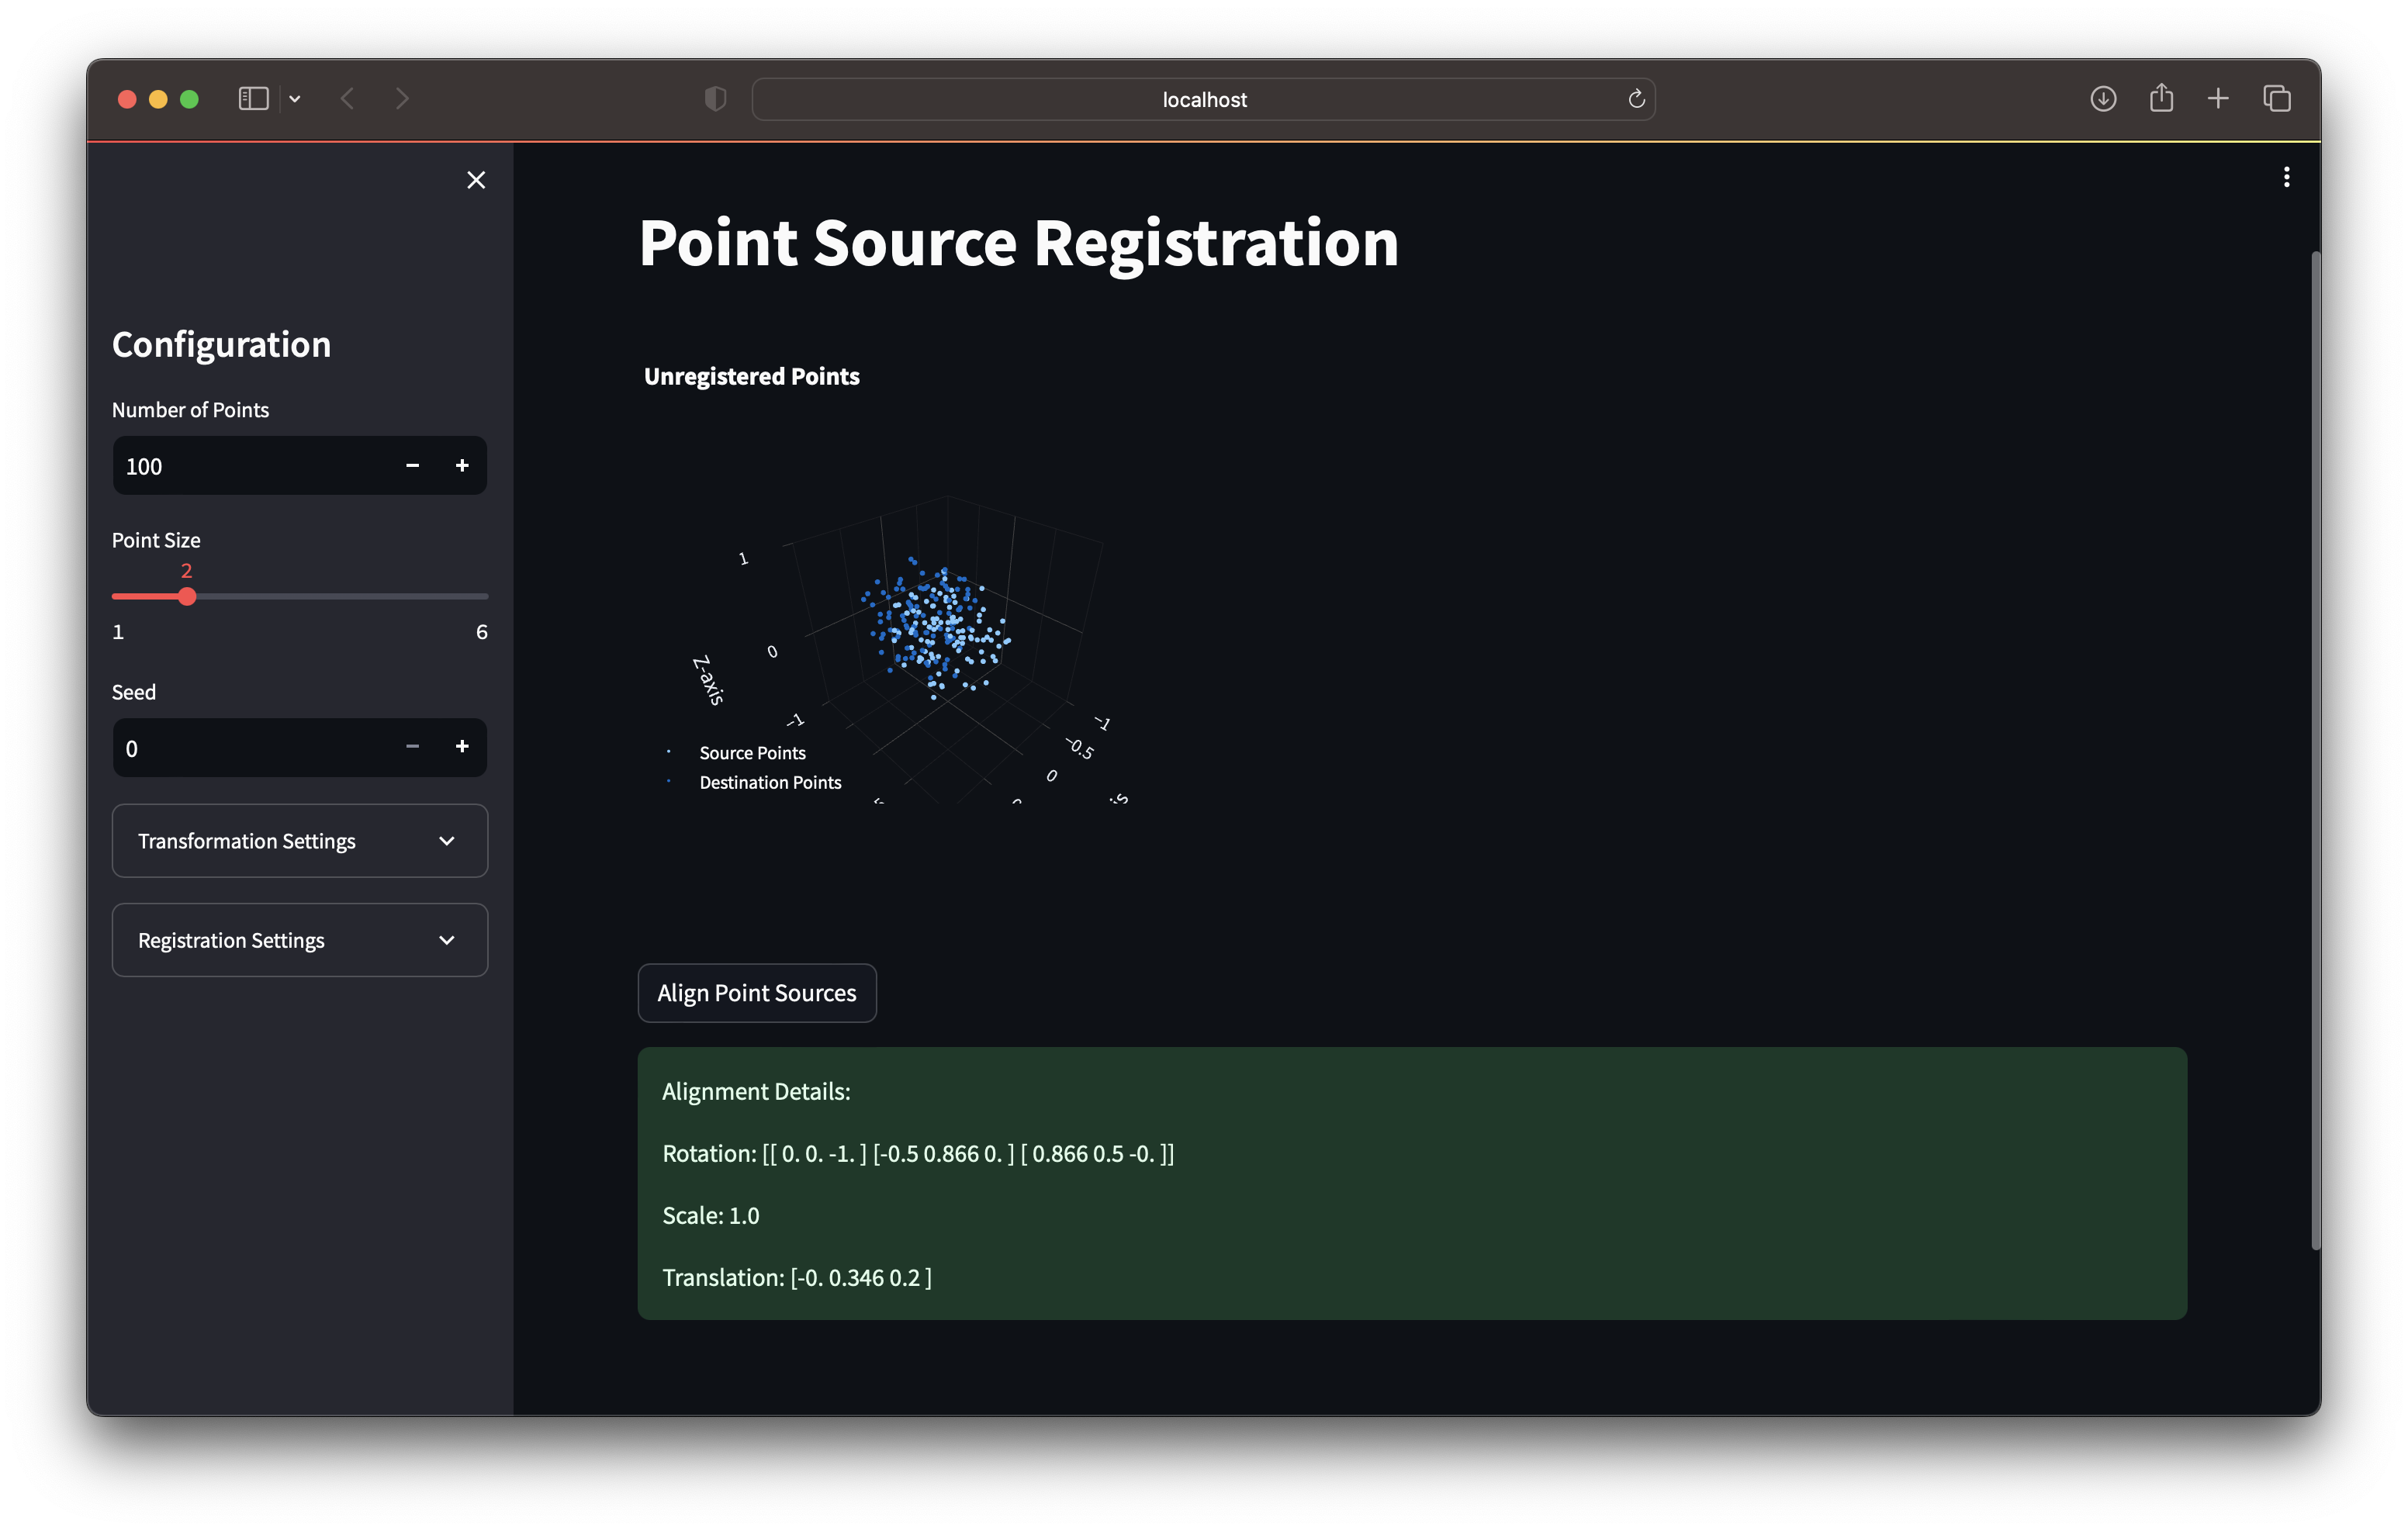 localhost
Configuration
Number of Points
100
Point Size
2
1 6
Seed
0
Transformation Settings
Registration Settings
Point Source Registration
Unregistered Points
1
0
−1
Z-axis
−1
−0.5
0
Source Points
Destination Points
Align Point Sources
Alignment Details:
Rotation: [[ 0. 0. -1. ] [-0.5 0.866 0. ] [ 0.866 0.5 -0. ]]
Scale: 1.0
Translation: [-0. 0.346 0.2 ]